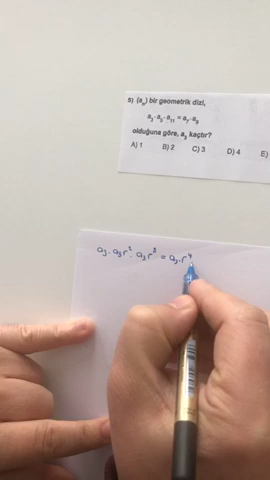 5) (aₙ) bir geometrik dizi,
a₃ · a₅ · a₁₁ = a₇ · a₉
olduğuna göre, a₃ kaçtır?
A) 1 B) 2 C) 3 D) 4 E)
a₃ · a₃r² · a₃r⁸ = a₃ · r⁴